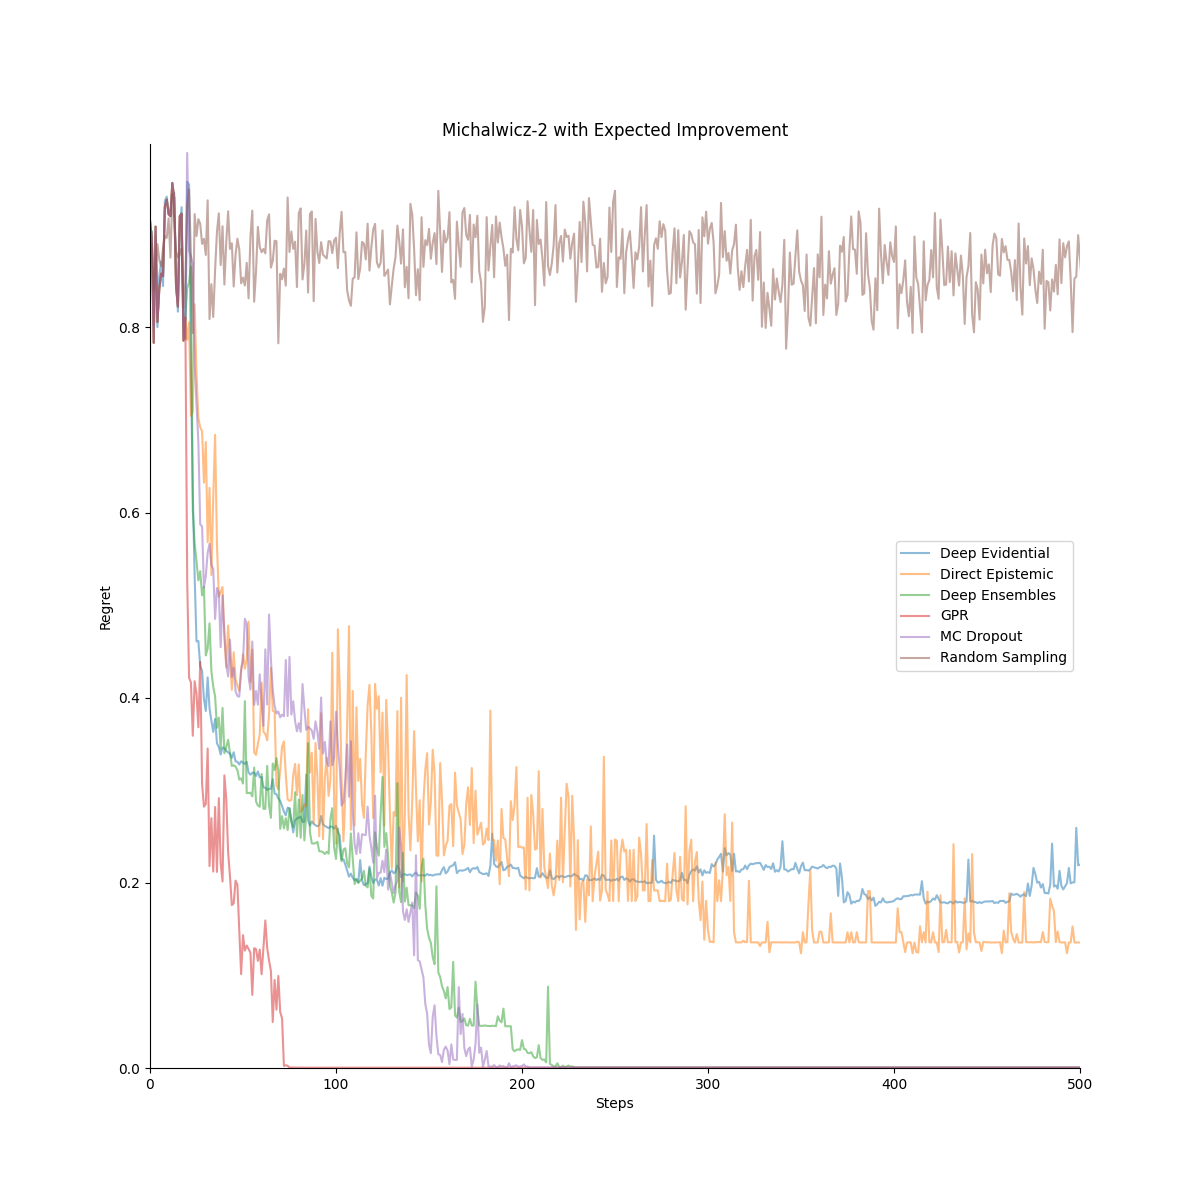 Michalwicz-2 with Expected Improvement
Regret
0.8
0.6
0.4
0.2
0.0
Deep Evidential
Direct Epistemic
Deep Ensembles
GPR
MC Dropout
Random Sampling
0 100 200 300 400 500
Steps